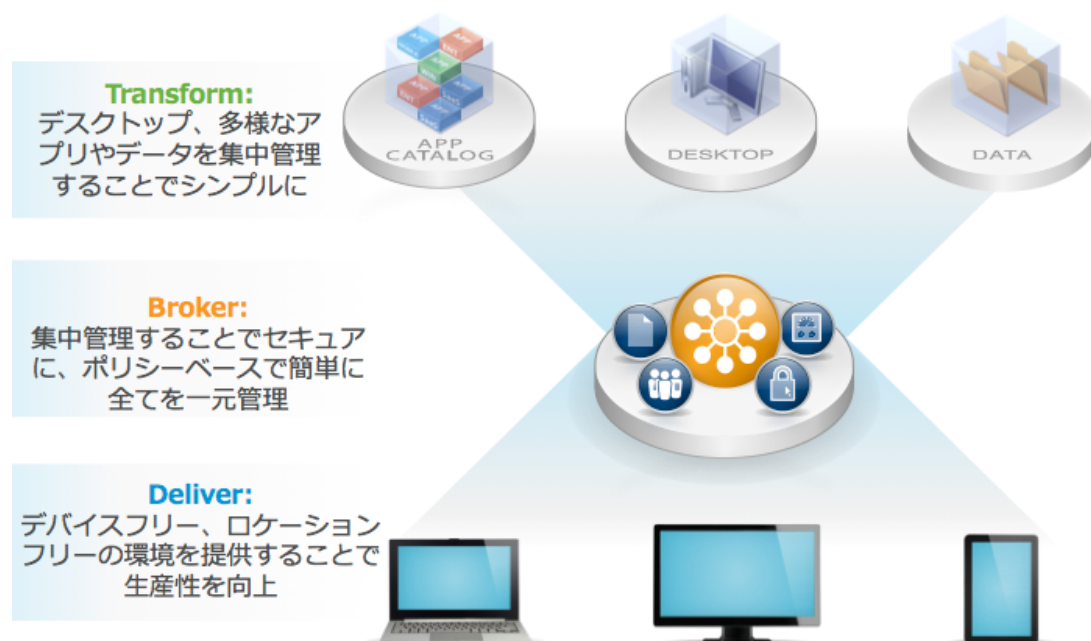 Transform:
デスクトップ、多様なア
プリやデータを集中管理
することでシンプルに
APP
CATALOG
DESKTOP
DATA
Broker:
集中管理することでセキュア
に、ポリシーベースで簡単に
全てを一元管理
Deliver:
デバイスフリー、ロケーション
フリーの環境を提供することで
生産性を向上